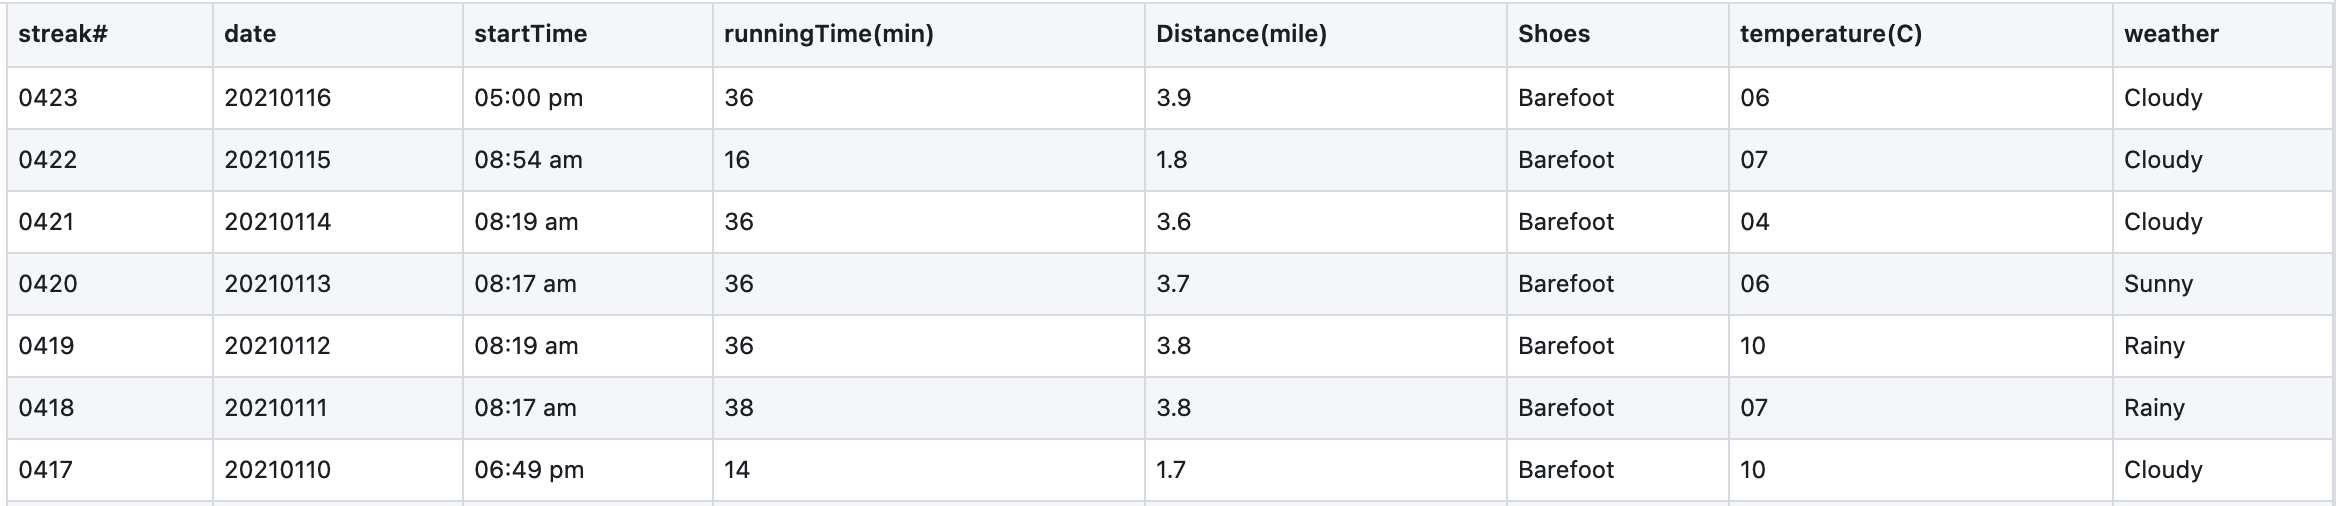 streak# date startTime runningTime(min) Distance(mile) Shoes temperature(C) weather
0423 20210116 05:00 pm 36 3.9 Barefoot 06 Cloudy
0422 20210115 08:54 am 16 1.8 Barefoot 07 Cloudy
0421 20210114 08:19 am 36 3.6 Barefoot 04 Cloudy
0420 20210113 08:17 am 36 3.7 Barefoot 06 Sunny
0419 20210112 08:19 am 36 3.8 Barefoot 10 Rainy
0418 20210111 08:17 am 38 3.8 Barefoot 07 Rainy
0417 20210110 06:49 pm 14 1.7 Barefoot 10 Cloudy